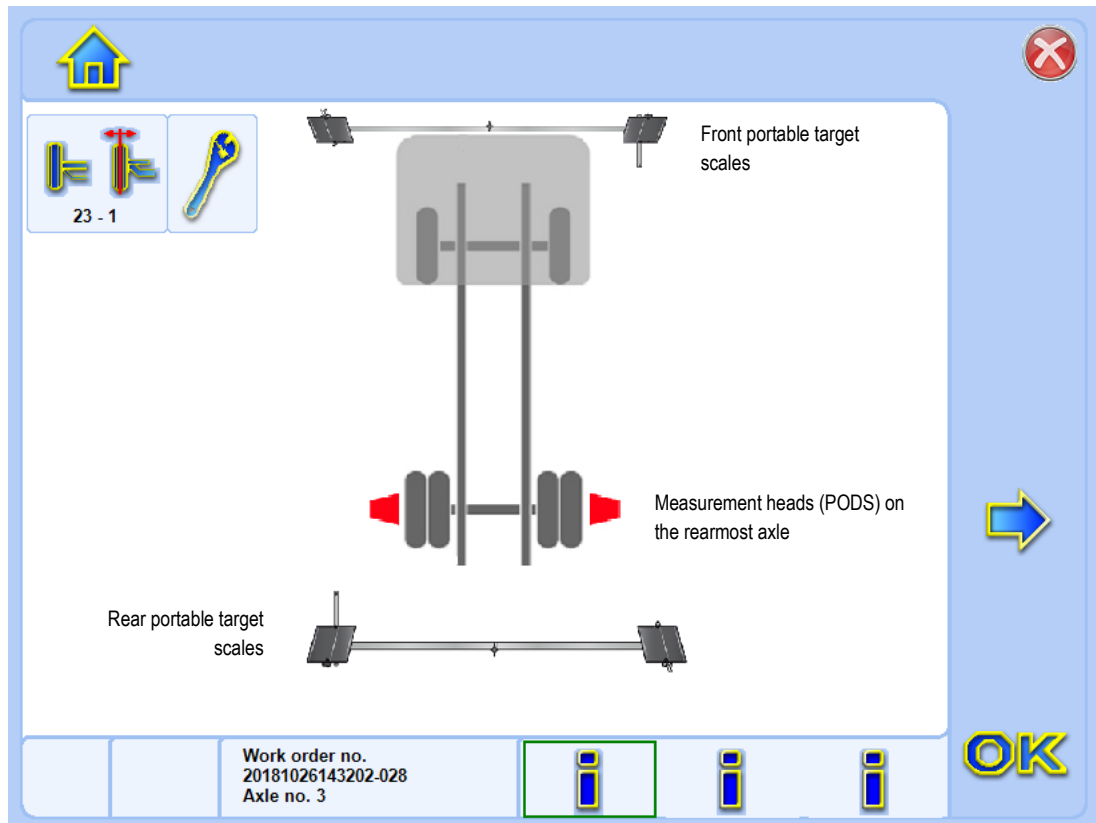 Front portable target
scales
23 - 1
Measurement heads (PODS) on
the rearmost axle
Rear portable target
scales
Work order no.
20181026143202-028
Axle no. 3
OK